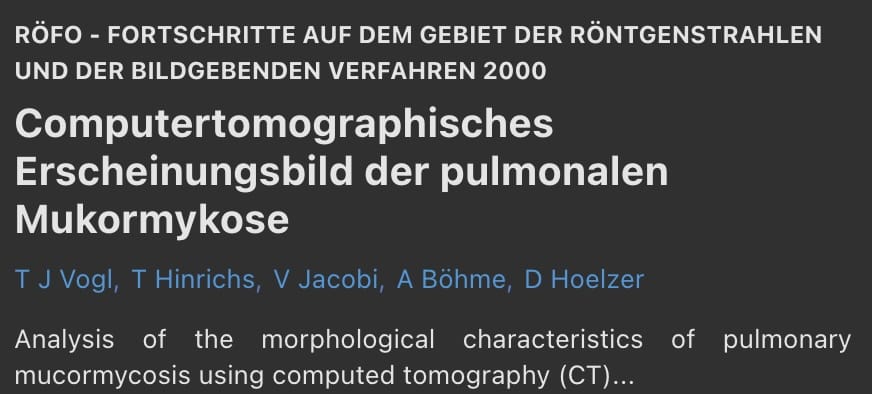 RÖFO - FORTSCHRITTE AUF DEM GEBIET DER RÖNTGENSTRAHLEN
UND DER BILDGEBENDEN VERFAHREN 2000
Computertomographisches
Erscheinungsbild der pulmonalen
Mukormykose
T J Vogl, T Hinrichs, V Jacobi, A Böhme, D Hoelzer
Analysis of the morphological characteristics of pulmonary
mucormycosis using computed tomography (CT)...